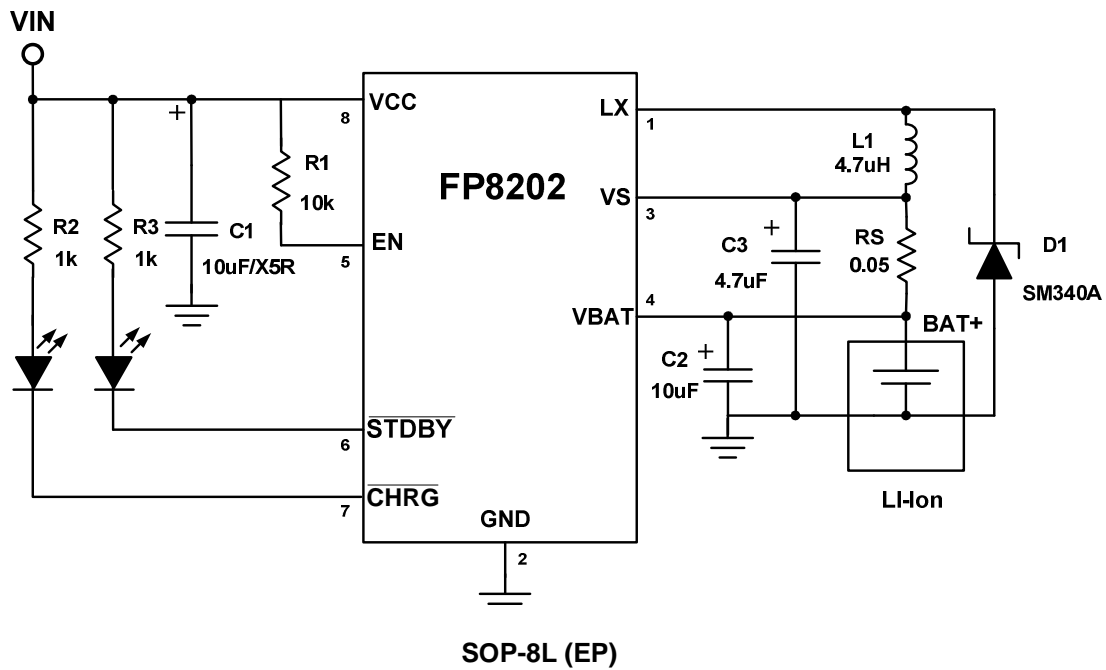 VIN
VCC
8
LX
1
R1
10k
L1
4.7uH
FP8202
VS
3
R2
1k
R3
1k
C1
10uF/X5R
EN
5
C3
4.7uF
RS
0.05
D1
SM340A
VBAT
4
BAT+
C2
10uF
STDBY
6
CHRG
7
LI-Ion
GND
2
SOP-8L (EP)